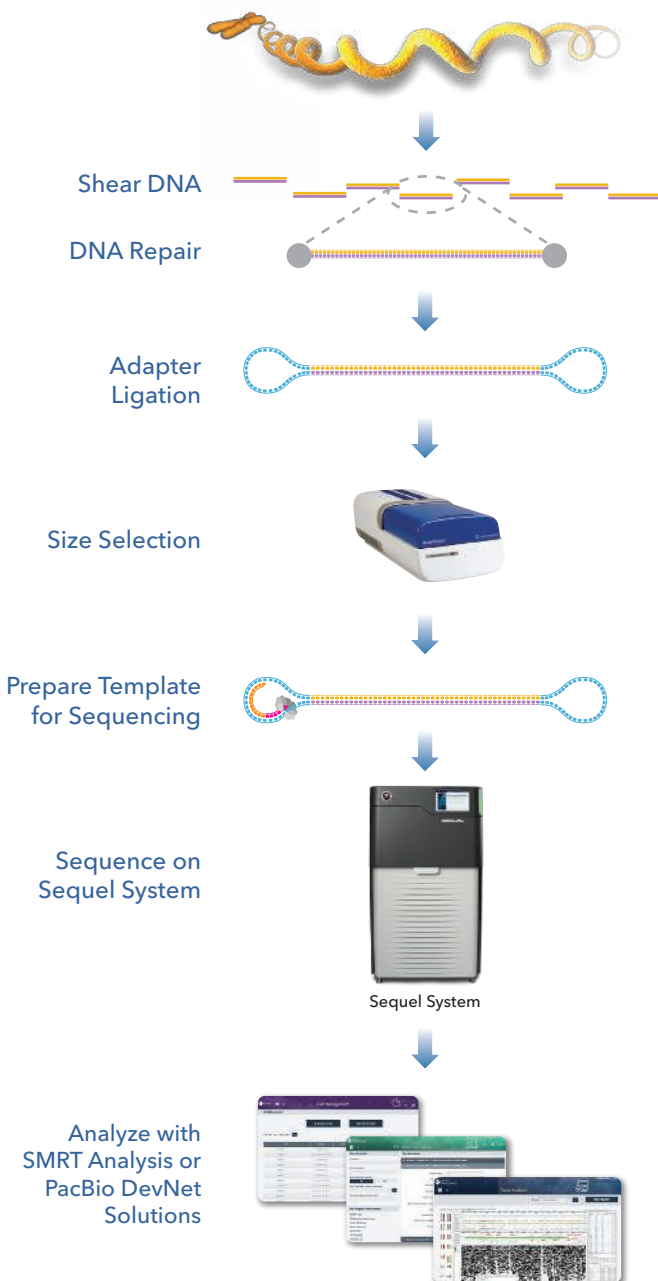 Shear DNA
DNA Repair
Adapter
Ligation
Size Selection
Prepare Template
for Sequencing
Sequence on
Sequel System
Sequel System
Analyze with
SMRT Analysis or
PacBio DevNet
Solutions